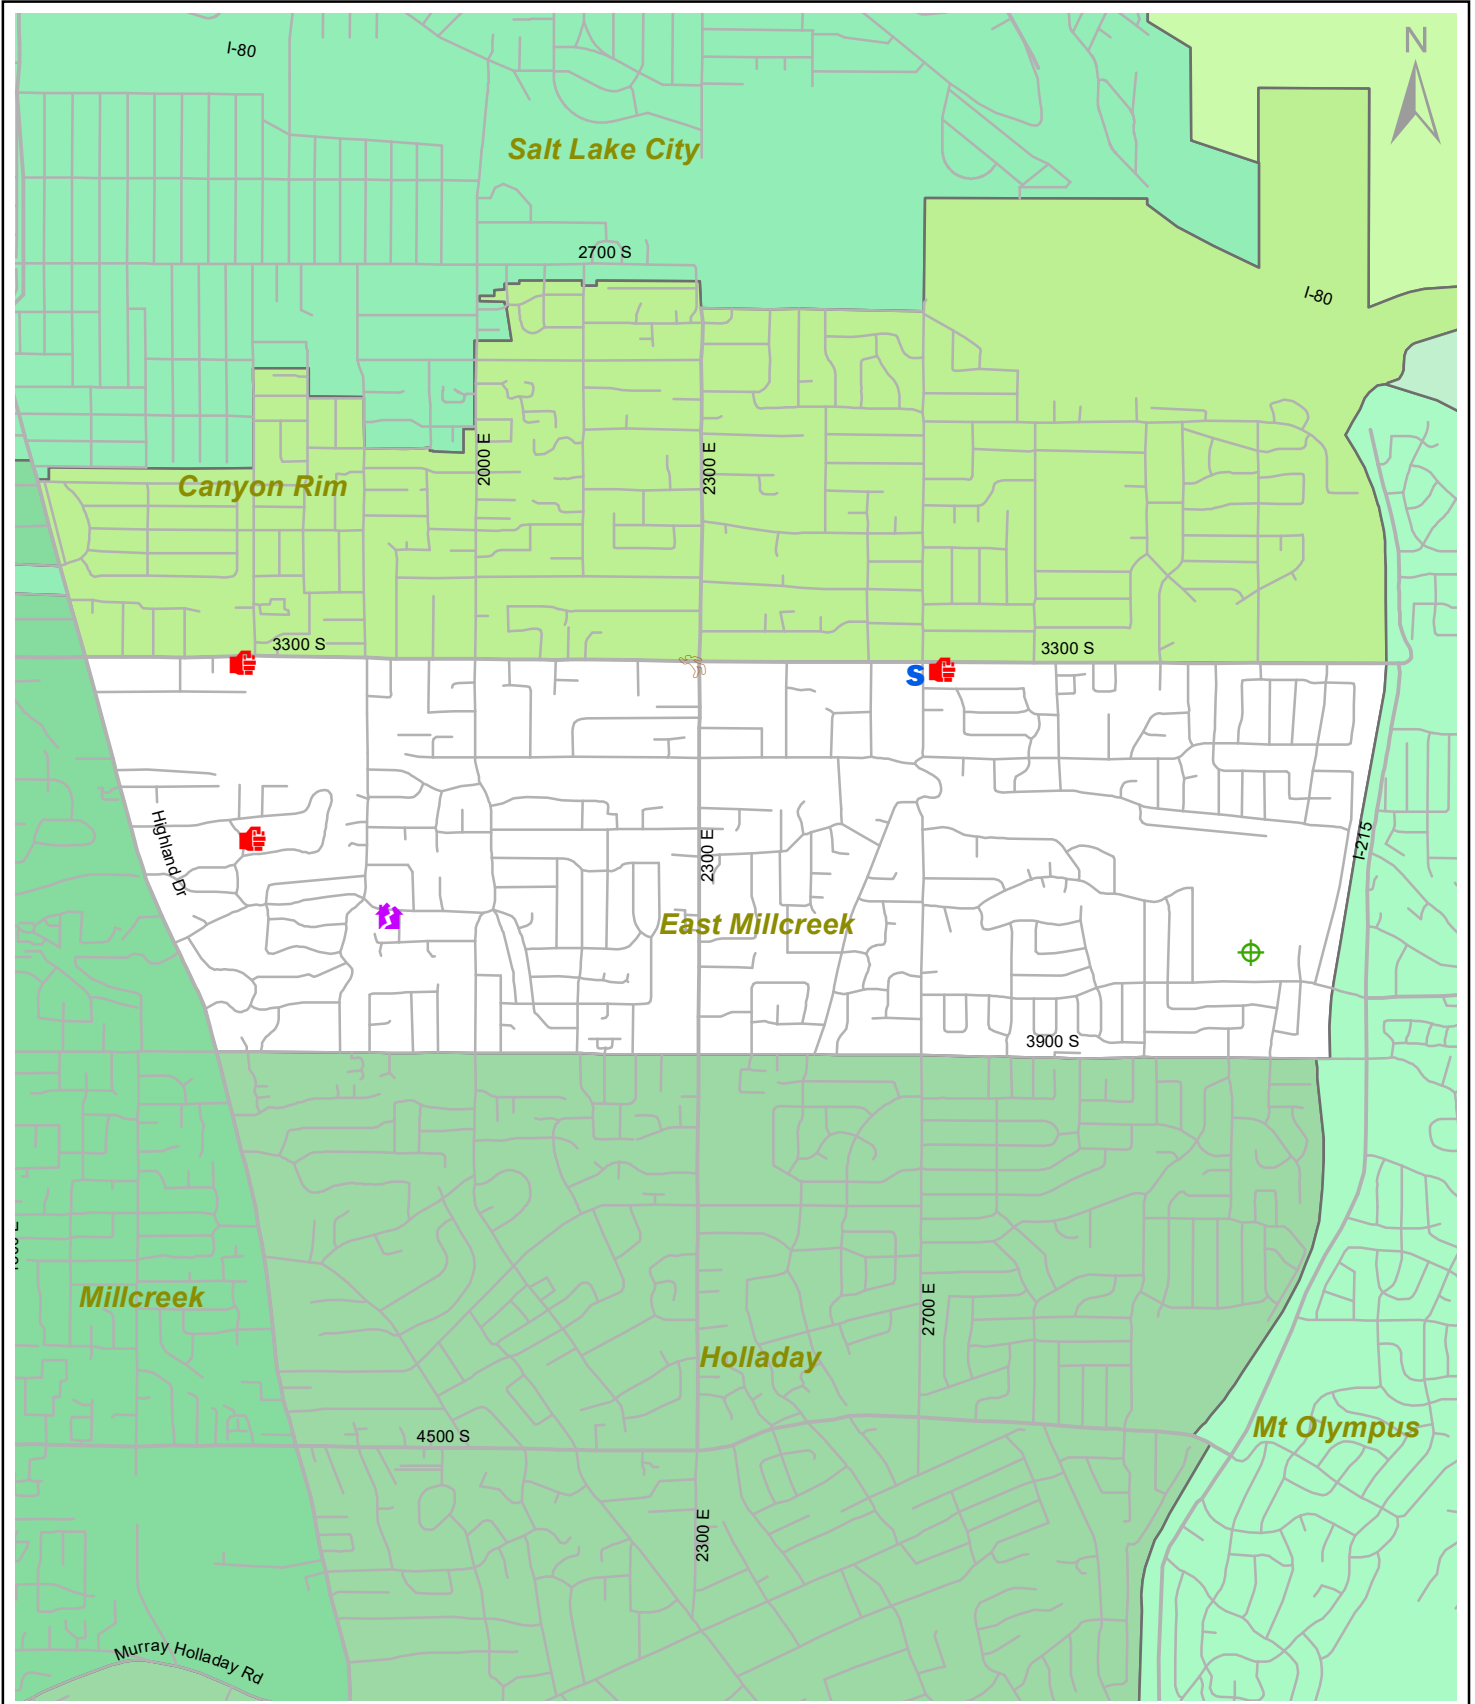 I-80
N
Salt Lake City
2700 S
I-80
2000 E
2300 E
Canyon Rim
3300 S
3300 S
S
Highland Dr
2300 E
I-215
East Millcreek
3900 S
Millcreek
2700 E
Holladay
Mt Olympus
4500 S
2300 E
Murray Holladay Rd